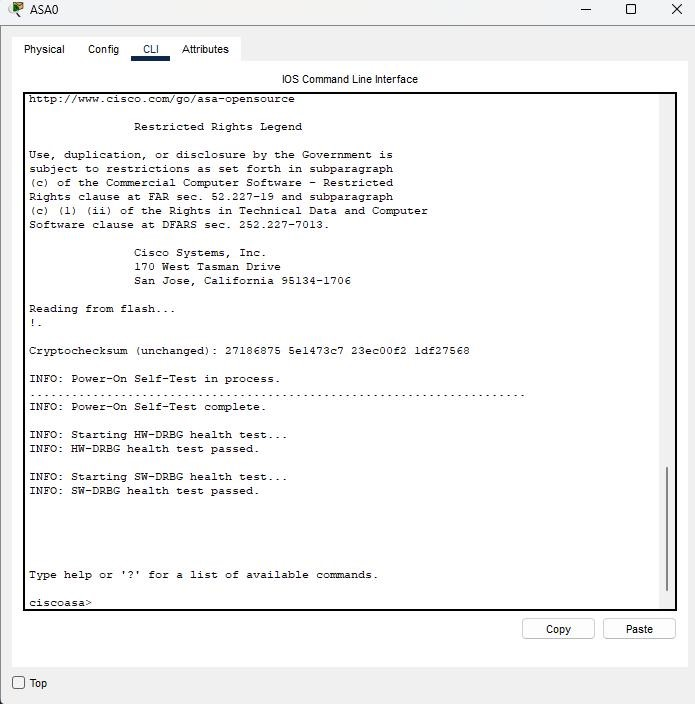 ASA0
Physical Config CLI Attributes
IOS Command Line Interface
http://www.cisco.com/go/asa-opensource
Restricted Rights Legend
Use, duplication, or disclosure by the Government is
subject to restrictions as set forth in subparagraph
(c) of the Commercial Computer Software - Restricted
Rights clause at FAR sec. 52.227-19 and subparagraph
(c) (1) (ii) of the Rights in Technical Data and Computer
Software clause at DFARS sec. 252.227-7013.
Cisco Systems, Inc.
170 West Tasman Drive
San Jose, California 95134-1706
Reading from flash...
!.
Cryptochecksum (unchanged): 27186875 5e1473c7 23ec00f2 1df27568
INFO: Power-On Self-Test in process.
.......................................................................
INFO: Power-On Self-Test complete.
INFO: Starting HW-DRBG health test...
INFO: HW-DRBG health test passed.
INFO: Starting SW-DRBG health test...
INFO: SW-DRBG health test passed.
Type help or '?' for a list of available commands.
ciscoasa>
Copy Paste
Top